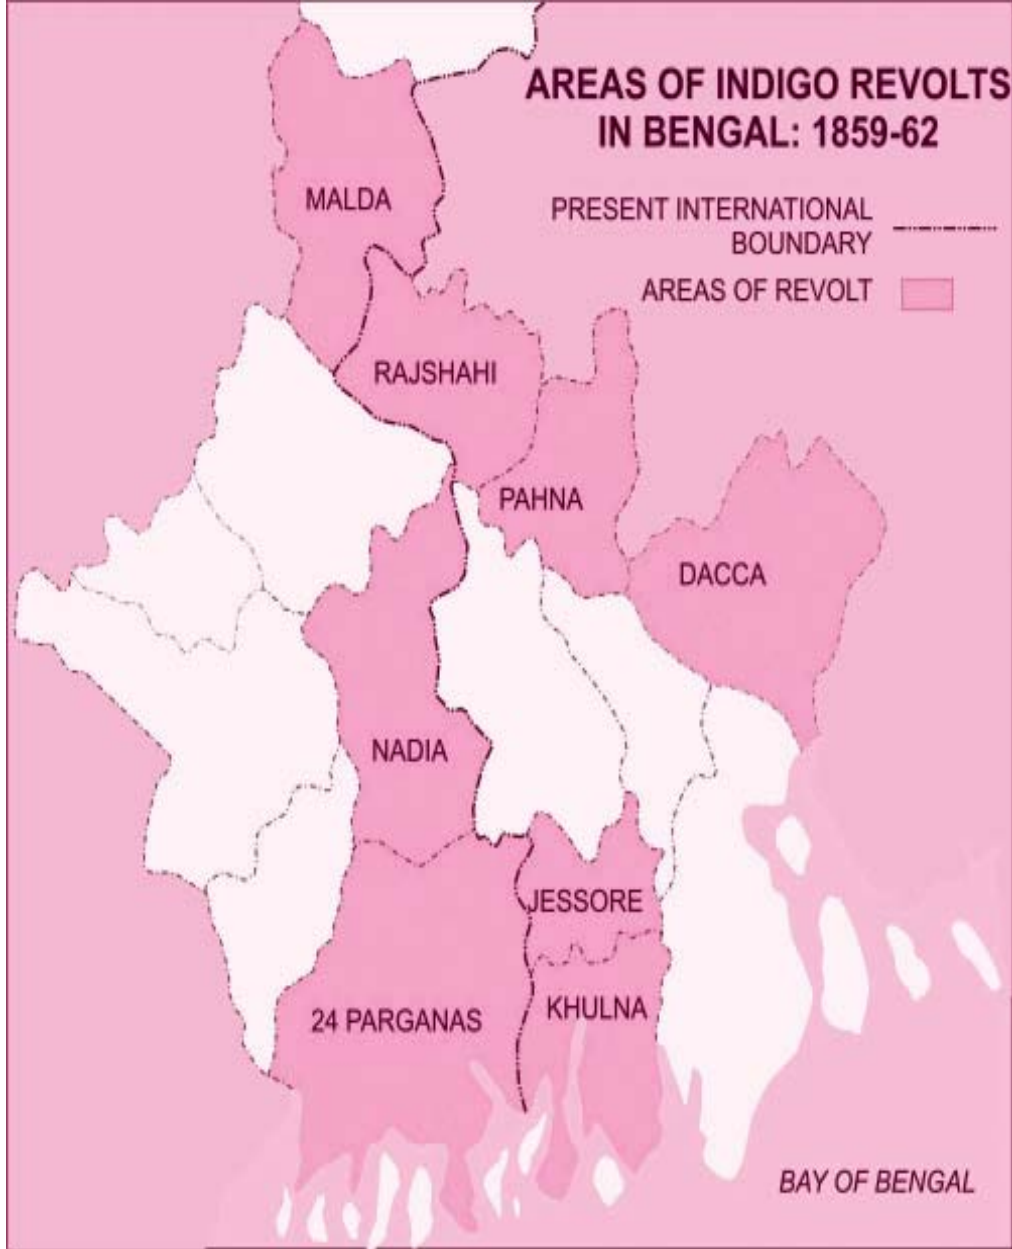 AREAS OF INDIGO REVOLTS
IN BENGAL: 1859-62
MALDA
PRESENT INTERNATIONAL
BOUNDARY
AREAS OF REVOLT
RAJSHAHI
PAHNA
DACCA
NADIA
JESSORE
24 PARGANAS
KHULNA
BAY OF BENGAL